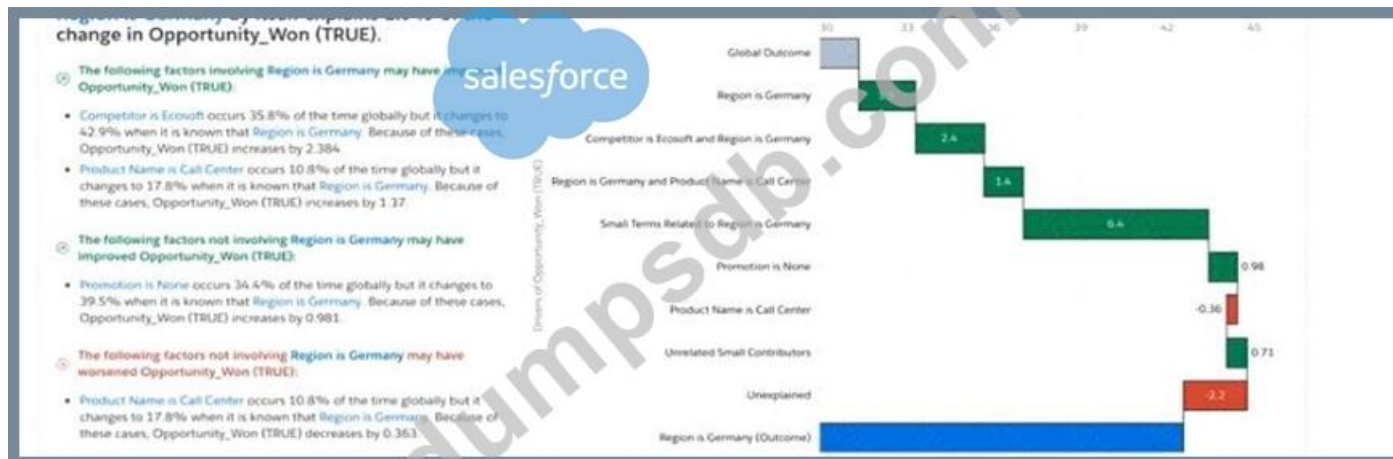 change in Opportunity_Won (TRUE).
The following factors involving Region is Germany may have
Opportunity_Won (TRUE):
• Competitor is Ecosoft occurs 35.8% of the time globally but it changes to
42.9% when it is known that Region is Germany. Because of these cases,
Opportunity_Won (TRUE) increases by 2.384.
• Product Name is Call Center occurs 10.8% of the time globally but it
changes to 17.8% when it is known that Region is Germany. Because of
these cases, Opportunity_Won (TRUE) increases by 1.37.
The following factors not involving Region is Germany may have
improved Opportunity_Won (TRUE):
• Promotion is None occurs 34.4% of the time globally but it changes to
39.5% when it is known that Region is Germany. Because of these cases,
Opportunity_Won (TRUE) increases by 0.981.
The following factors not involving Region is Germany may have
worsened Opportunity_Won (TRUE):
• Product Name is Call Center occurs 10.8% of the time globally but it
changes to 17.8% when it is known that Region is Germany. Because of
these cases, Opportunity_Won (TRUE) decreases by 0.363.
salesforce
30 33 36 39 42 45
Drivers of Opportunity_Won (TRUE)
Global Outcome
Region is Germany
Competitor is Ecosoft and Region is Germany
2.4
Region is Germany and Product Name is Call Center
1.4
Small Terms Related to Region is Germany
6.4
Promotion is None
0.98
Product Name is Call Center
-0.36
Unrelated Small Contributors
0.71
Unexplained
-2.2
Region is Germany (Outcome)
dumpsdb.com